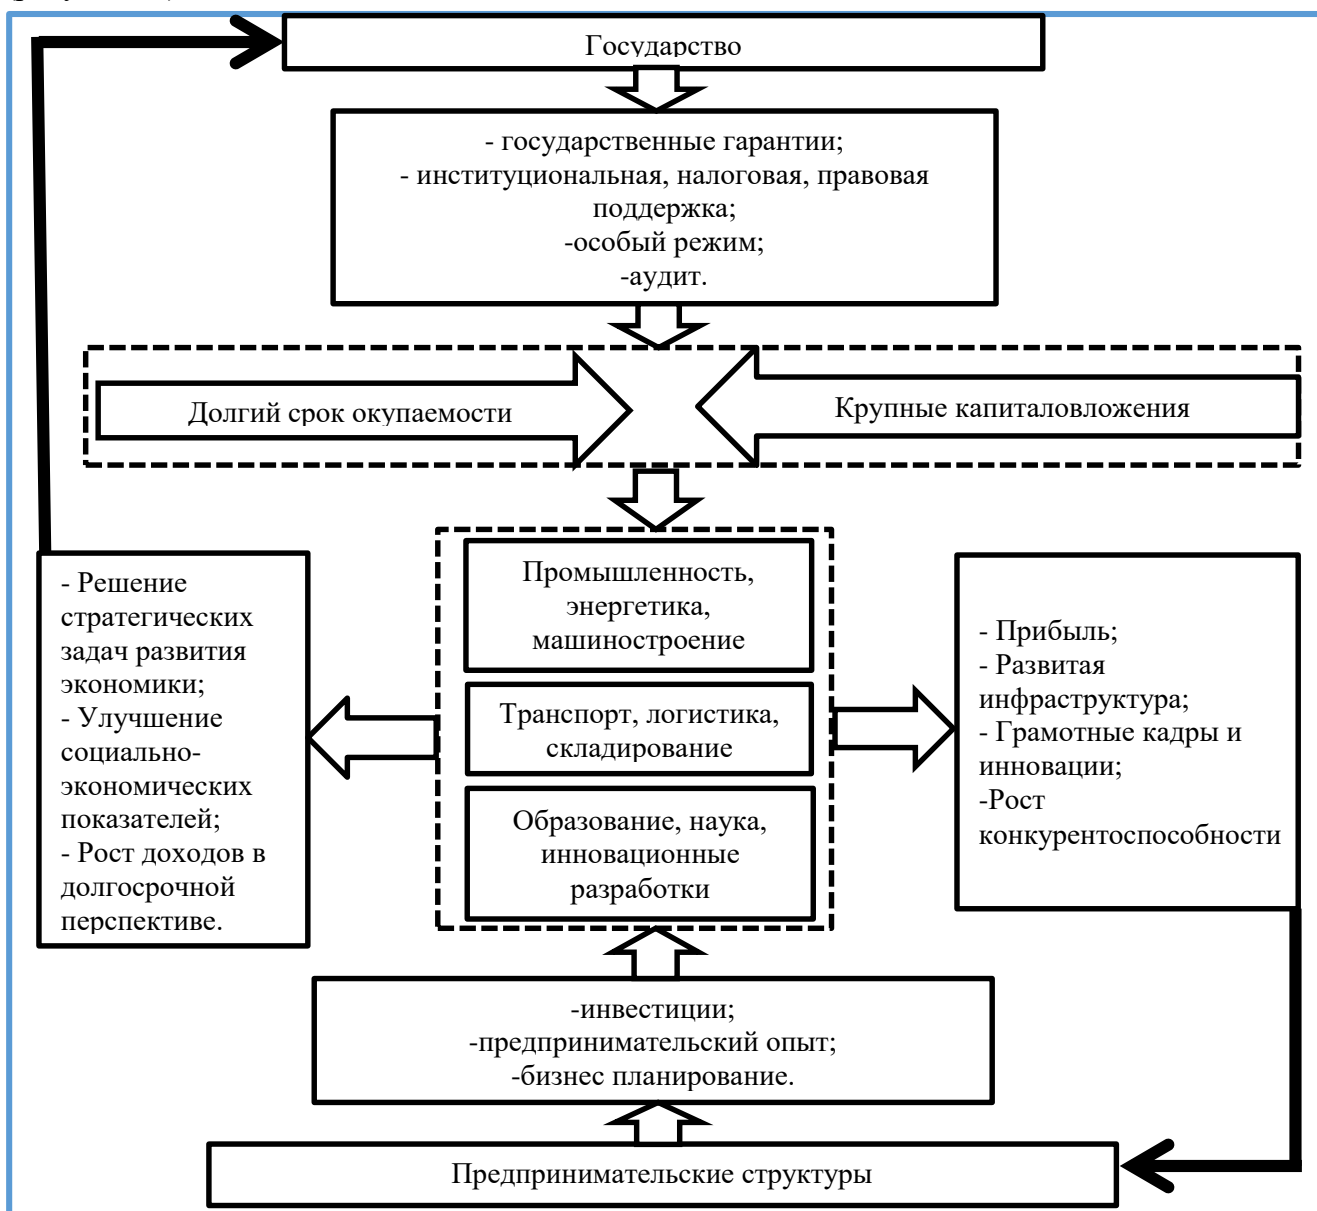 Государство
- государственные гарантии;
- институциональная, налоговая, правовая
поддержка;
-особый режим;
-аудит.
Долгий срок окупаемости
Крупные капиталовложения
Промышленность,
энергетика,
машиностроение
Транспорт, логистика,
складирование
Образование, наука,
инновационные
разработки
- Решение
стратегических
задач развития
экономики;
- Улучшение
социально-
экономических
показателей;
- Рост доходов в
долгосрочной
перспективе.
- Прибыль;
- Развитая
инфраструктура;
- Грамотные кадры и
инновации;
-Рост
конкурентоспособности
-инвестиции;
-предпринимательский опыт;
-бизнес планирование.
Предпринимательские структуры